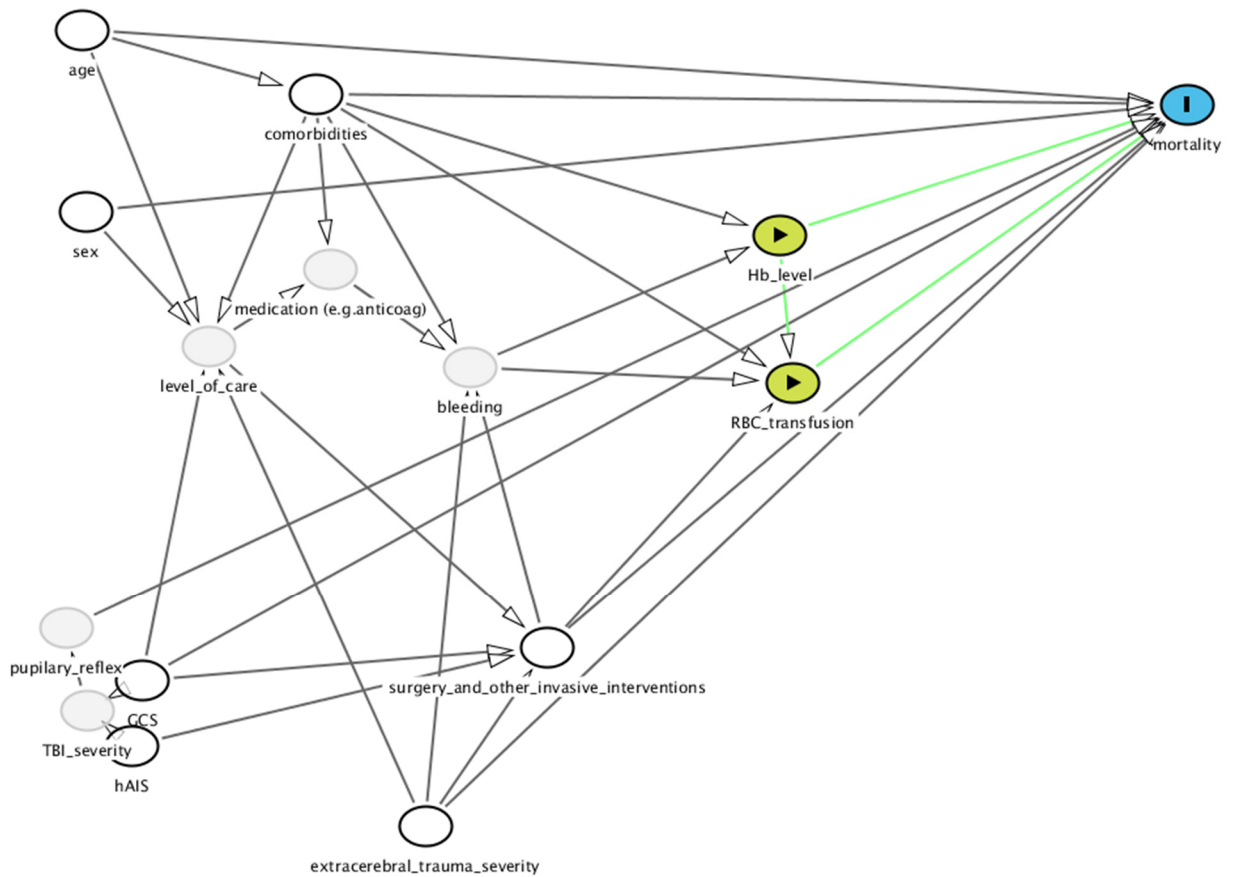 age
comorbidities
mortality
sex
Hb_level
medication (e.g.anticoag)
level_of_care
bleeding
RBC_transfusion
pupilary_reflex
surgery_and_other_invasive_interventions
GCS
TBI_severity
hAIS
extracerebral_trauma_severity